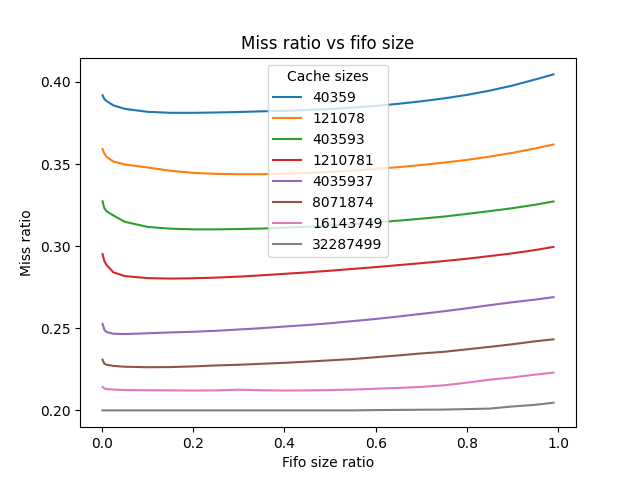 Miss ratio vs fifo size
Cache sizes
40359
121078
403593
1210781
4035937
8071874
16143749
32287499
Miss ratio
0.40
0.35
0.30
0.25
0.20
0.0 0.2 0.4 0.6 0.8 1.0
Fifo size ratio